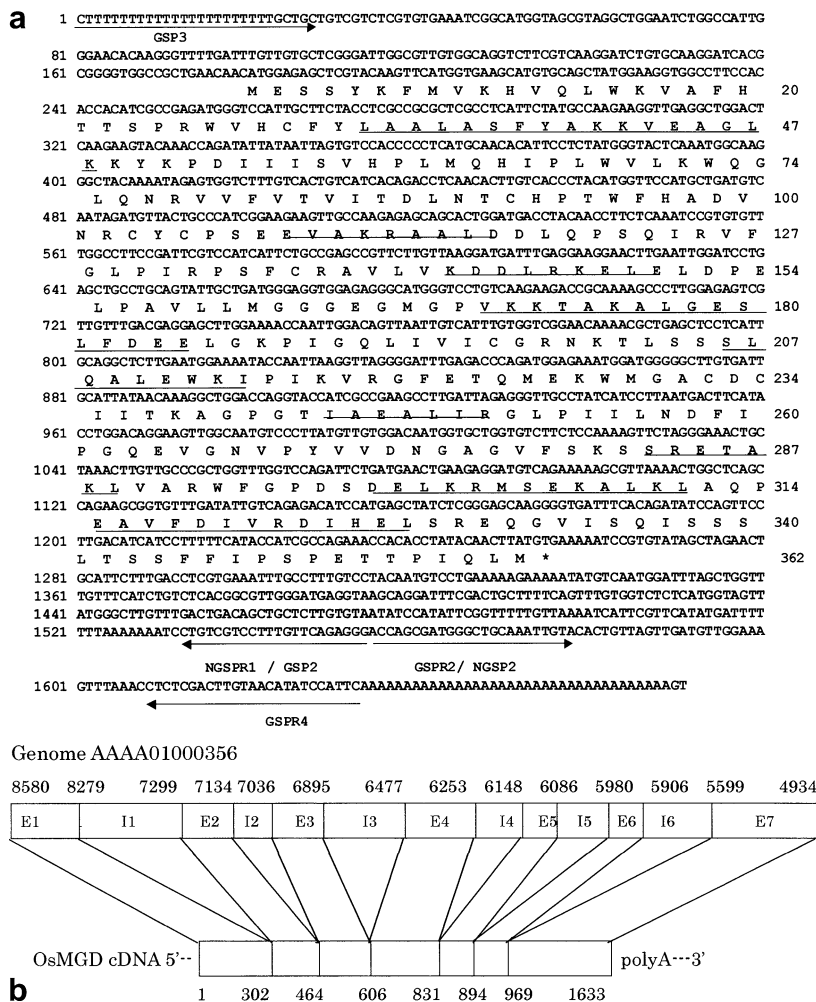 a
1 CTTTTTTTTTTTTTTTTTTTTTTTGCTGCTGTCGTCTCGTGTGAAATCGGCATGGTAGCGTAGGCTGGAATCTGGCCATTG
GSP3
81 GGAACACAAGGGTTTTGATTTGTTGTGCTCGGGATTGGCGTTGTGGCAGGTCTTCGTCAAGGATCTGTGCAAGGATCACG
161 CGGGGTGGCCGCTGAACAACATGGAGAGCTCGTACAAGTTCATGGTGAAGCATGTGCAGCTATGGAAGGTGGCCTTCCAC
M E S S Y K F M V K H V Q L W K V A F H 20
241 ACCACATCGCCGAGATGGGTCCATTGCTTCTACCTCGCCGCGCTCGCCTCATTCTATGCCAAGAAGGTTGAGGCTGGACT
T T S P R W V H C F Y L A A L A S F Y A K K V E A G L 47
321 CAAGAAGTACAAACCAGATATTATAATTAGTGTCCACCCCCTCATGCAACACATTCCTCTATGGGTACTCAAATGGCAAG
K K Y K P D I I I S V H P L M Q H I P L W V L K W Q G 74
401 GGCTACAAAATAGAGTGGTCTTTGTCACTGTCATCACAGACCTCAACACTTGTCACCCTACATGGTTCCATGCTGATGTC
L Q N R V V F V T V I T D L N T C H P T W F H A D V 100
481 AATAGATGTTACTGCCCATCGGAAGAAGTTGCCAAGAGAGCAGCACTGGATGACCTACAACCTTCTCAAATCCGTGTGTT
N R C Y C P S E E V A K R A A L D D L Q P S Q I R V F 127
561 TGGCCTTCCGATTCGTCCATCATTCTGCCGAGCCGTTCTTGTTAAGGATGATTTGAGGAAGGAACTTGAATTGGATCCTG
G L P I R P S F C R A V L V K D D L R K E L E L D P E 154
641 AGCTGCCTGCAGTATTGCTGATGGGAGGTGGAGAGGGCATGGGTCCTGTCAAGAAGACCGCAAAAGCCCTTGGAGAGTCG
L P A V L L M G G G E G M G P V K K T A K A L G E S 180
721 TTGTTTGACGAGGAGCTTGGAAAACCAATTGGACAGTTAATTGTCATTTGTGGTCGGAACAAAACGCTGAGCTCCTCATT
L F D E E L G K P I G Q L I V I C G R N K T L S S S L 207
801 GCAGGCTCTTGAATGGAAAATACCAATTAAGGTTAGGGGATTTGAGACCCAGATGGAGAAATGGATGGGGGCTTGTGATT
Q A L E W K I P I K V R G F E T Q M E K W M G A C D C 234
881 GCATTATAACAAAGGCTGGACCAGGTACCATCGCCGAAGCCTTGATTAGAGGGTTGCCTATCATCCTTAATGACTTCATA
I I T K A G P G T I A E A L I R G L P I I L N D F I 260
961 CCTGGACAGGAAGTTGGCAATGTCCCTTATGTTGTGGACAATGGTGCTGGTGTCTTCTCCAAAAGTTCTAGGGAAACTGC
P G Q E V G N V P Y V V D N G A G V F S K S S R E T A 287
1041 TAAACTTGTTGCCCGCTGGTTTGGTCCAGATTCTGATGAACTGAAGAGGATGTCAGAAAAAGCGTTAAAACTGGCTCAGC
K L V A R W F G P D S D E L K R M S E K A L K L A Q P 314
1121 CAGAAGCGGTGTTTGATATTGTCAGAGACATCCATGAGCTATCTCGGGAGCAAGGGGTGATTTCACAGATATCCAGTTCC
E A V F D I V R D I H E L S R E Q G V I S Q I S S S 340
1201 TTGACATCATCCTTTTTCATACCATCGCCAGAAACCACACCTATACAACTTATGTGAAAAATCCGTGTATAGCTAGAACT
L T S S F F I P S P E T T P I Q L M * 362
1281 GCATTCTTTGACCTCGTGAAATTTGCCTTTGTCCTACAATGTCCTGAAAAAGAAAAATATGTCAATGGATTTAGCTGGTT
1361 TGTTTCATCTGTCTCACGGCGTTGGGATGAGGTAAGCAGGATTTCGACTGCTTTTCAGTTTGTGGTCTCTCATGGTAGTT
1441 ATGGGCTTGTTTGACTGACAGCTGCTCTTGTGTAATATCCATATTCGGTTTTTGTTAAAATCATTCGTTCATATGATTTT
1521 TTTAAAAAAATCCTGTCGTCCTTTGTTCAGAGGGACCAGCGATGGGCTGCAAATTGTACACTGTTAGTTGATGTTGGAAA
NGSPR1 / GSP2 GSPR2/ NGSP2
1601 GTTTAAACCTCTCGACTTGTAACATATCCATTCAAAAAAAAAAAAAAAAAAAAAAAAAAAAAAAAAAAAAGT
GSPR4
Genome AAAA01000356
8580 8279 7299 7134 7036 6895 6477 6253 6148 6086 5980 5906 5599 4934
E1 I1 E2 I2 E3 I3 E4 I4 E5 I5 E6 I6 E7
OsMGD cDNA 5'-- polyA---3'
b 1 302 464 606 831 894 969 1633